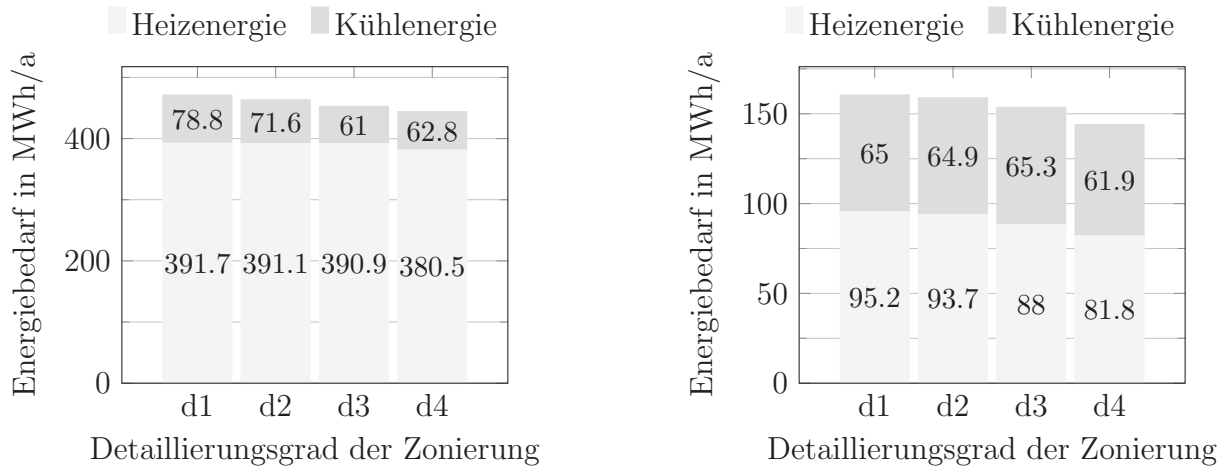 Heizenergie Kühlenergie
Energiebedarf in MWh/a
400
200
0
78.8 71.6 61 62.8
391.7 391.1 390.9 380.5
d1 d2 d3 d4
Detaillierungsgrad der Zonierung
Heizenergie Kühlenergie
Energiebedarf in MWh/a
150
100
50
0
65 64.9 65.3 61.9
95.2 93.7 88 81.8
d1 d2 d3 d4
Detaillierungsgrad der Zonierung